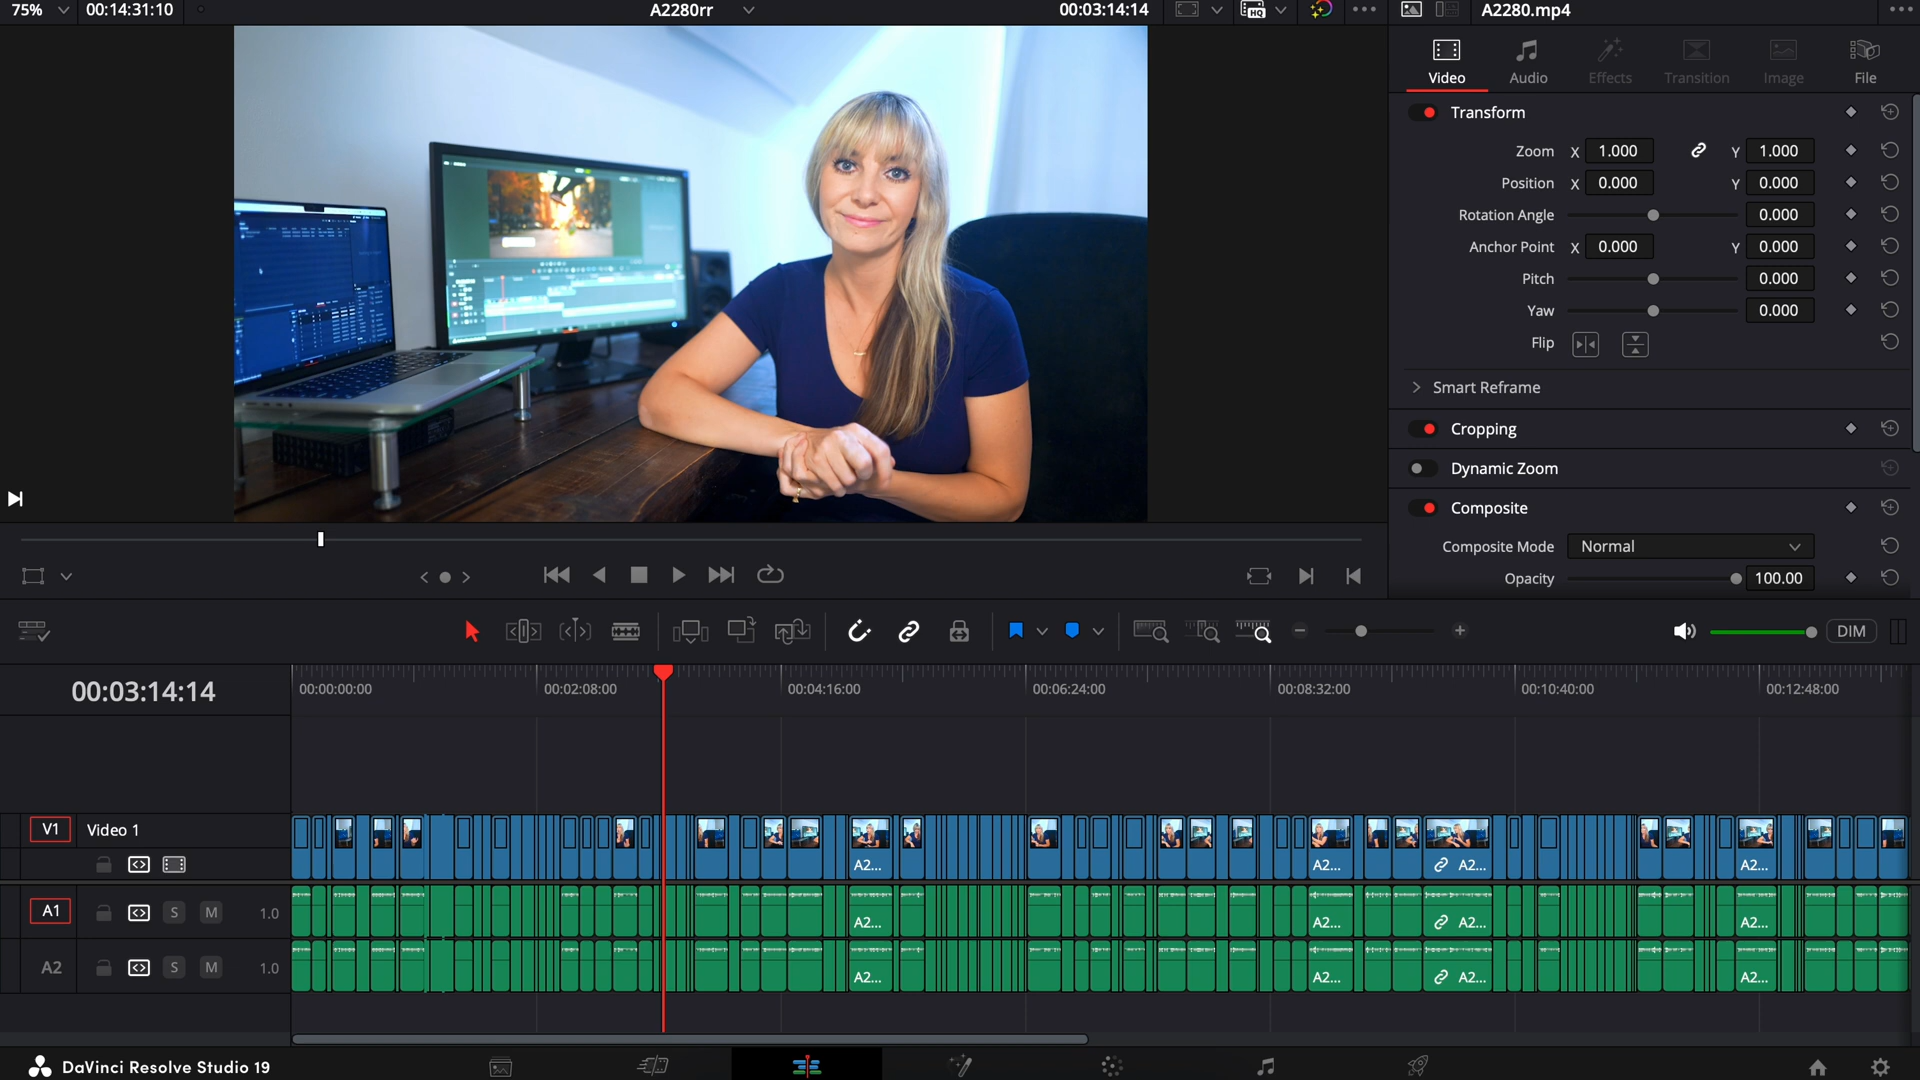 75% 00:14:31:10 A2280rr 00:03:14:14 HQ A2280.mp4
Video Audio Effects Transition Image File
Transform
Zoom X 1.000 Y 1.000
Position X 0.000 Y 0.000
Rotation Angle 0.000
Anchor Point X 0.000 Y 0.000
Pitch 0.000
Yaw 0.000
Flip
Smart Reframe
Cropping
Dynamic Zoom
Composite
Composite Mode Normal
Opacity 100.00
DIM
00:03:14:14 00:00:00:00 00:02:08:00 00:04:16:00 00:06:24:00 00:08:32:00 00:10:40:00 00:12:48:00
V1 Video 1
A2... A2... A2... A2...
A1 S M 1.0 A2... A2... A2... A2...
A2 S M 1.0 A2... A2... A2... A2...
DaVinci Resolve Studio 19